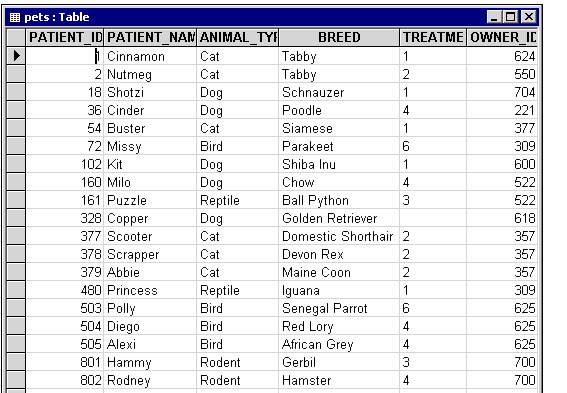 pets : Table
PATIENT_ID PATIENT_NAM ANIMAL_TYP BREED TREATME OWNER_ID
1 Cinnamon Cat Tabby 1 624
2 Nutmeg Cat Tabby 2 550
18 Shotzi Dog Schnauzer 1 704
36 Cinder Dog Poodle 4 221
54 Buster Cat Siamese 1 377
72 Missy Bird Parakeet 6 309
102 Kit Dog Shiba Inu 1 600
160 Milo Dog Chow 4 522
161 Puzzle Reptile Ball Python 3 522
328 Copper Dog Golden Retriever 618
377 Scooter Cat Domestic Shorthair 2 357
378 Scrapper Cat Devon Rex 2 357
379 Abbie Cat Maine Coon 2 357
480 Princess Reptile Iguana 1 309
503 Polly Bird Senegal Parrot 6 625
504 Diego Bird Red Lory 4 625
505 Alexi Bird African Grey 4 625
801 Hammy Rodent Gerbil 3 700
802 Rodney Rodent Hamster 4 700